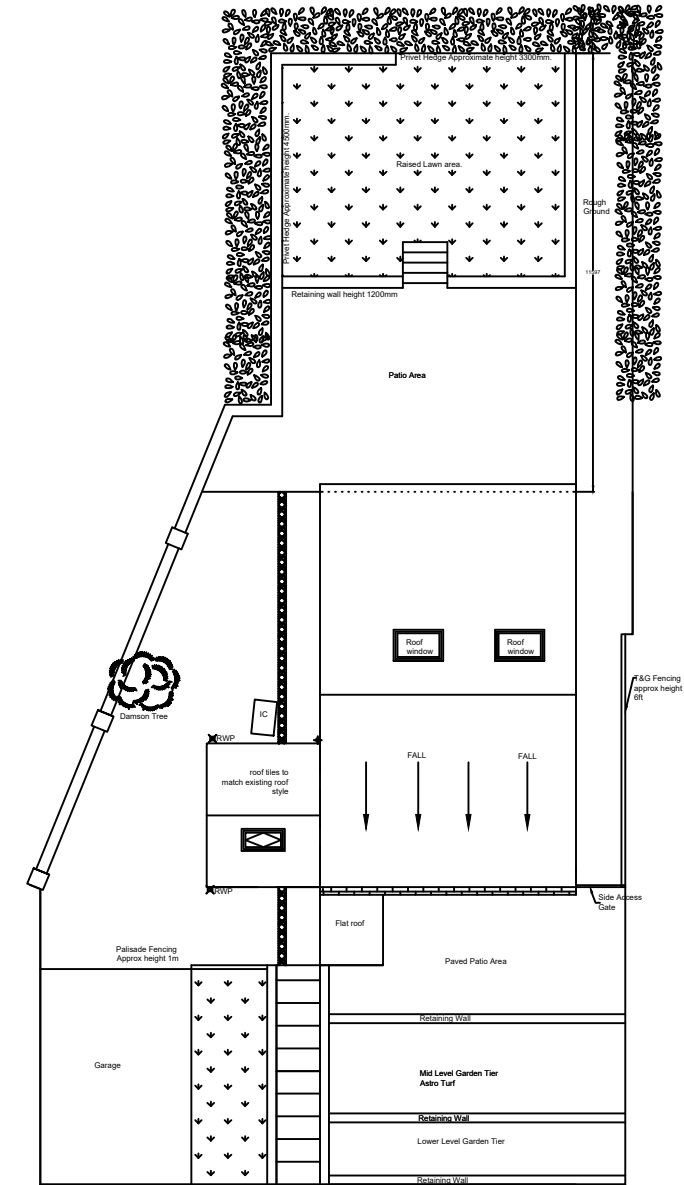 Privet Hedge Approximate height 3300mm.
Privet Hedge Approximate height 4500mm.
Raised Lawn area.
Rough
Ground
Retaining wall height 1200mm
Patio Area
Roof
window
Roof
window
T&G Fencing
approx height
6ft
Damson Tree
IC
RWP
FALL
FALL
roof tiles to
match existing roof
style
RWP
Side Access
Gate
Flat roof
Palisade Fencing
Approx height 1m
Paved Patio Area
Retaining Wall
Garage
Mid Level Garden Tier
Astro Turf
Retaining Wall
Lower Level Garden Tier
Retaining Wall